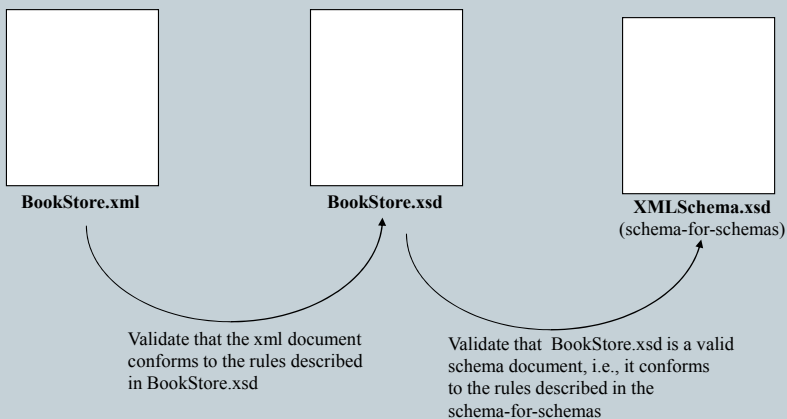 BookStore.xml
BookStore.xsd
XMLSchema.xsd
(schema-for-schemas)
Validate that the xml document
conforms to the rules described
in BookStore.xsd
Validate that BookStore.xsd is a valid
schema document, i.e., it conforms
to the rules described in the
schema-for-schemas